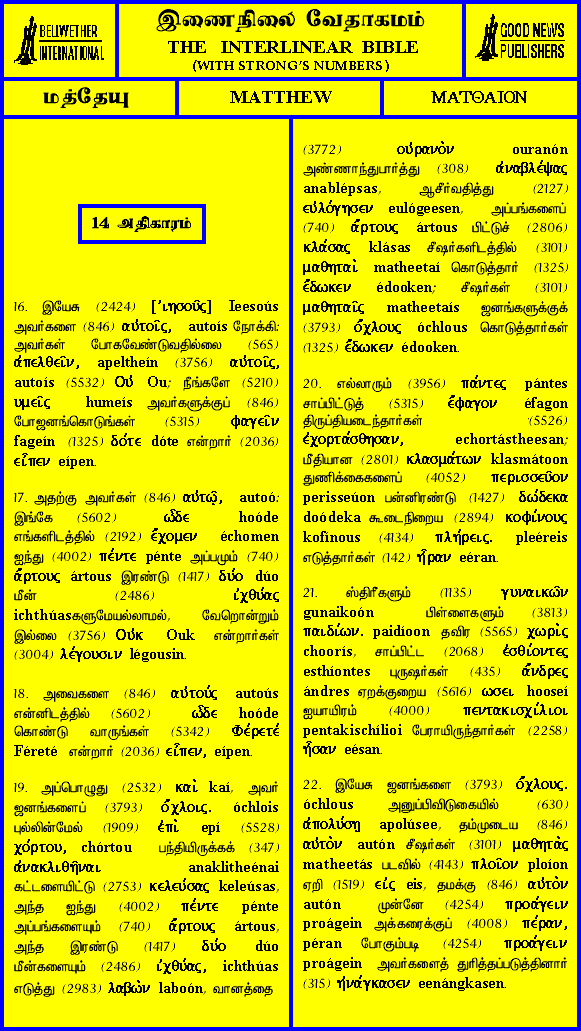 BELLWETHER
INTERNATIONAL
இணைநிலை வேதாகமம்
THE INTERLINEAR BIBLE
(WITH STRONG'S NUMBERS)
GOOD NEWS
PUBLISHERS
மத்தேயு
MATTHEW
ΜΑΤΘΑΙΟΝ
14 அதிகாரம்
16. இயேசு (2424) ['ιησοῦς] Ieesoús
அவர்களை (846) αὐτοῖς, autoís நோக்கி:
அவர்கள் போகவேண்டுவதில்லை (565)
ἀπελθεῖν, apeltheín (3756) αὐτοῖς,
autoís (5532) Οὐ Ou; நீங்களே (5210)
υμεῖς humeís அவர்களுக்குப் (846)
போஜனங்கொடுங்கள் (5315) φαγεῖν
fageín (1325) δότε dóte என்றார் (2036)
εἶπεν eípen.
17. அதற்கு அவர்கள் (846) αὐτῷ, autoó:
இங்கே (5602) ὧδε hoóde
எங்களிடத்தில் (2192) ἔχομεν échomen
ஐந்து (4002) πέντε pénte அப்பமும் (740)
ἄρτους ártous இரண்டு (1417) δύο dúo
மீன் (2486) ἰχθύας
ichthúasகளுமேயல்லாமல், வேறொன்றும்
இல்லை (3756) Οὐκ Ouk என்றார்கள்
(3004) λέγουσιν légousin.
18. அவைகளை (846) αὐτούς autoús
என்னிடத்தில் (5602) ὧδε hoóde
கொண்டு வாருங்கள் (5342) Φέρετέ
Féreté என்றார் (2036) εἶπεν, eípen.
19. அப்பொழுது (2532) καὶ kaí, அவர்
ஜனங்களைப் (3793) ὄχλοις. óchlois
புல்லின்மேல் (1909) ἐπὶ epí (5528)
χόρτου, chórtou பந்தியிருக்கக் (347)
ἀνακλιθῆναι anaklitheénai
கட்டளையிட்டு (2753) κελεύσας keleúsas,
அந்த ஐந்து (4002) πέντε pénte
அப்பங்களையும் (740) ἄρτους ártous,
அந்த இரண்டு (1417) δύο dúo
மீன்களையும் (2486) ἰχθύας, ichthúas
எடுத்து (2983) λαβὼν laboón, வானத்தை
(3772) οὐρανὸν ouranón
அண்ணாந்துபார்த்து (308) ἀναβλέψας
anablépsas, ஆசீர்வதித்து (2127)
εὐλόγησεν eulógeesen, அப்பங்களைப்
(740) ἄρτους ártous பிட்டுச் (2806)
κλάσας klásas சீஷர்களிடத்தில் (3101)
μαθηταὶ matheetaí கொடுத்தார் (1325)
ἔδωκεν édooken; சீஷர்கள் (3101)
μαθηταῖς matheetaís ஜனங்களுக்குக்
(3793) ὄχλους óchlous கொடுத்தார்கள்
(1325) ἔδωκεν édooken.
20. எல்லாரும் (3956) πάντες pántes
சாப்பிட்டுத் (5315) ἔφαγον éfagon
திருப்தியடைந்தார்கள் (5526)
ἐχορτάσθησαν, echortástheesan;
மீதியான (2801) κλασμάτων klasmátoon
துணிக்கைகளைப் (4052) περισσεῦον
perisseúon பன்னிரண்டு (1427) δώδεκα
doódeka கூடைநிறைய (2894) κοφίνους
kofínous (4134) πλήρεις. pleéreis
எடுத்தார்கள் (142) ἦραν eéran.
21. ஸ்திரீகளும் (1135) γυναικῶν
gunaikoón பிள்ளைகளும் (3813)
παιδίων. paidíoon தவிர (5565) χωρὶς
choorís, சாப்பிட்ட (2068) ἐσθίοντες
esthíontes புருஷர்கள் (435) ἄνδρες
ándres ஏறக்குறைய (5616) ωσει hooseí
ஐயாயிரம் (4000) πεντακισχίλιοι
pentakischílioi பேராயிருந்தார்கள் (2258)
ἦσαν eésan.
22. இயேசு ஜனங்களை (3793) ὄχλους.
óchlous அனுப்பிவிடுகையில் (630)
ἀπολύσῃ apolúsee, தம்முடைய (846)
αὐτὸν autón சீஷர்கள் (3101) μαθητὰς
matheetás படவில் (4143) πλοῖον ploíon
ஏறி (1519) εἰς eis, தமக்கு (846) αὐτὸν
autón முன்னே (4254) προάγειν
proágein அக்கரைக்குப் (4008) πέραν,
péran போகும்படி (4254) προάγειν
proágein அவர்களைத் துரிதப்படுத்தினார்
(315) ἠνάγκασεν eenángkasen.